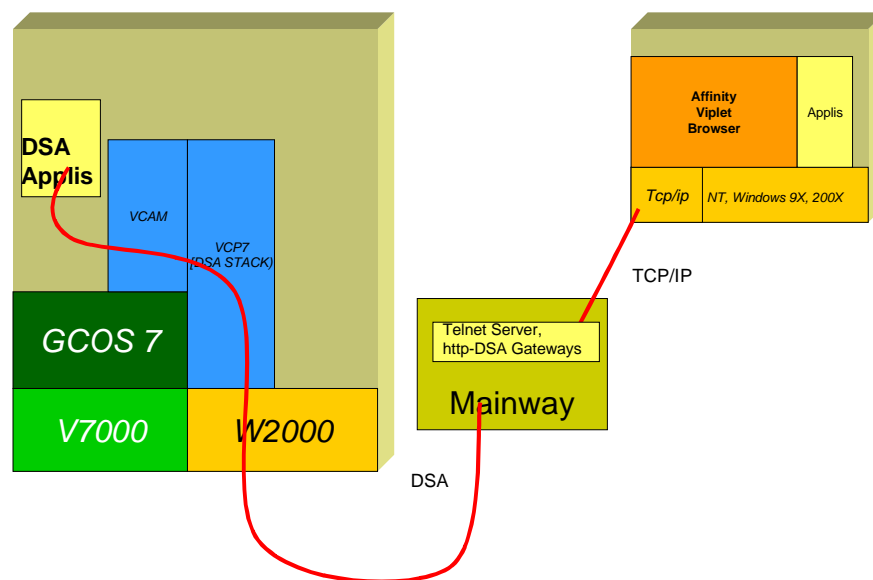 DSA
Applis
VCAM
VCP7
[DSA STACK)
GCOS 7
V7000
W2000
DSA
Telnet Server,
http-DSA Gateways
Mainway
TCP/IP
Affinity
Viplet
Browser
Applis
Tcp/ip
NT, Windows 9X, 200X